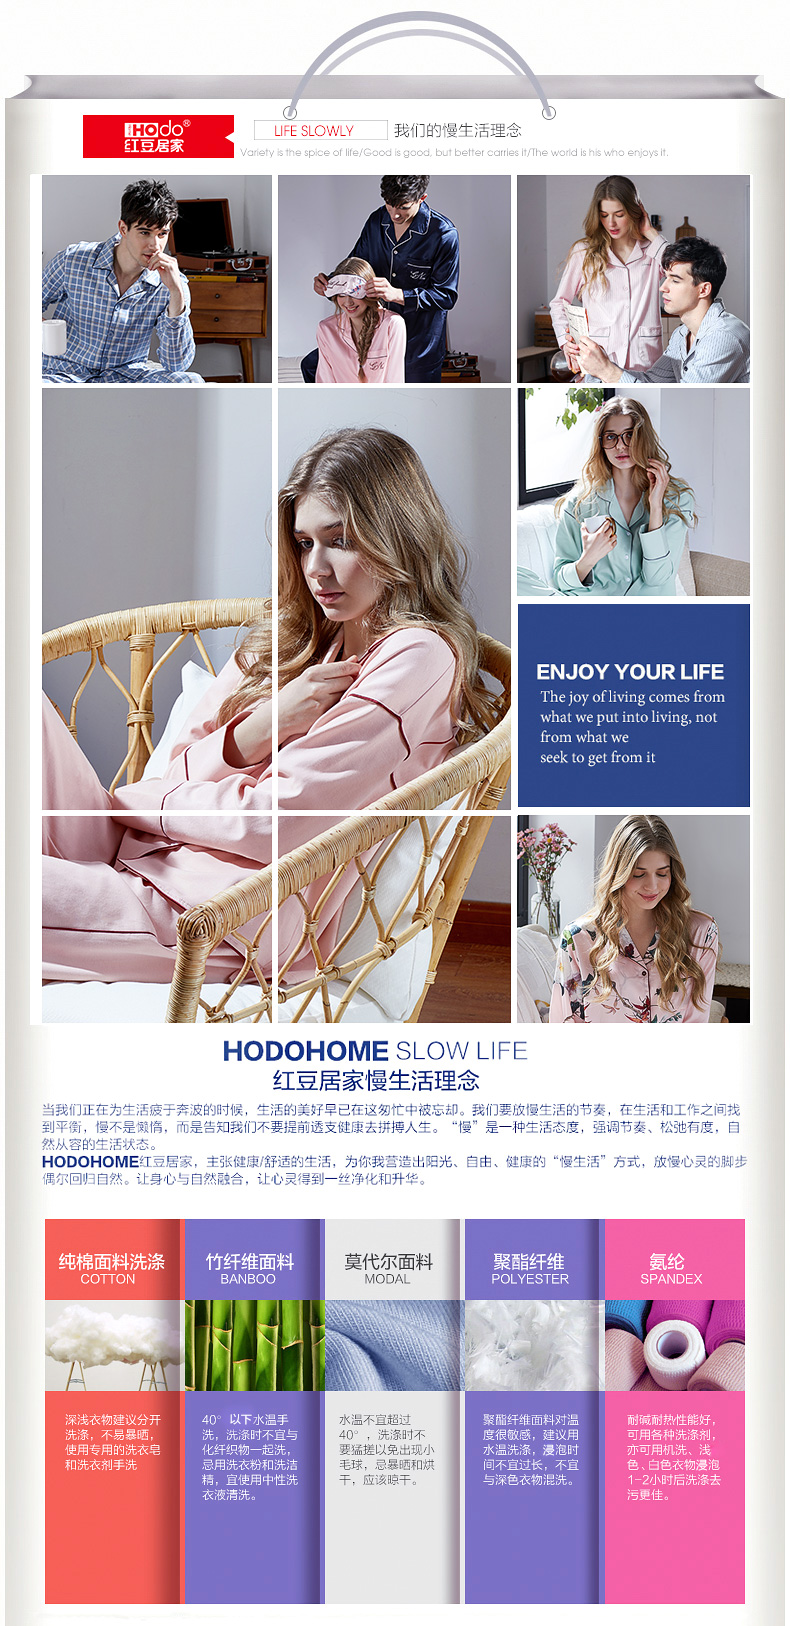 HOdo®
红豆居家
LIFE SLOWLY
我们的慢生活理念
Variety is the spice of life/Good is good, but better carries it/The world is his who enjoys it.
ENJOY YOUR LIFE
The joy of living comes from
what we put into living, not
from what we
seek to get from it
HODOHOME SLOW LIFE
红豆居家慢生活理念
当我们正在为生活疲于奔波的时候，生活的美好早已在这匆忙中被忘却。我们要放慢生活的节奏，在生活和工作之间找
到平衡，慢不是懒惰，而是告知我们不要提前透支健康去拼搏人生。“慢”是一种生活态度，强调节奏、松弛有度，自
然从容的生活状态。
HODOHOME红豆居家，主张健康/舒适的生活，为你我营造出阳光、自由、健康的“慢生活”方式，放慢心灵的脚步
偶尔回归自然。让身心与自然融合，让心灵得到一丝净化和升华。
纯棉面料洗涤
COTTON
深浅衣物建议分开
洗涤，不易暴晒，
使用专用的洗衣皂
和洗衣剂手洗
竹纤维面料
BANBOO
40°以下水温手
洗，洗涤时不宜与
化纤织物一起洗，
忌用洗衣粉和洗洁
精，宜使用中性洗
衣液清洗。
莫代尔面料
MODAL
水温不宜超过
40°，洗涤时不
要猛搓以免出现小
毛球，忌暴晒和烘
干，应该晾干。
聚酯纤维
POLYESTER
聚酯纤维面料对温
度很敏感，建议用
水温洗涤，浸泡时
间不宜过长，不宜
与深色衣物混洗。
氨纶
SPANDEX
耐碱耐热性能好，
可用各种洗涤剂，
亦可用机洗、浅
色、白色衣物浸泡
1-2小时后洗涤去
污更佳。